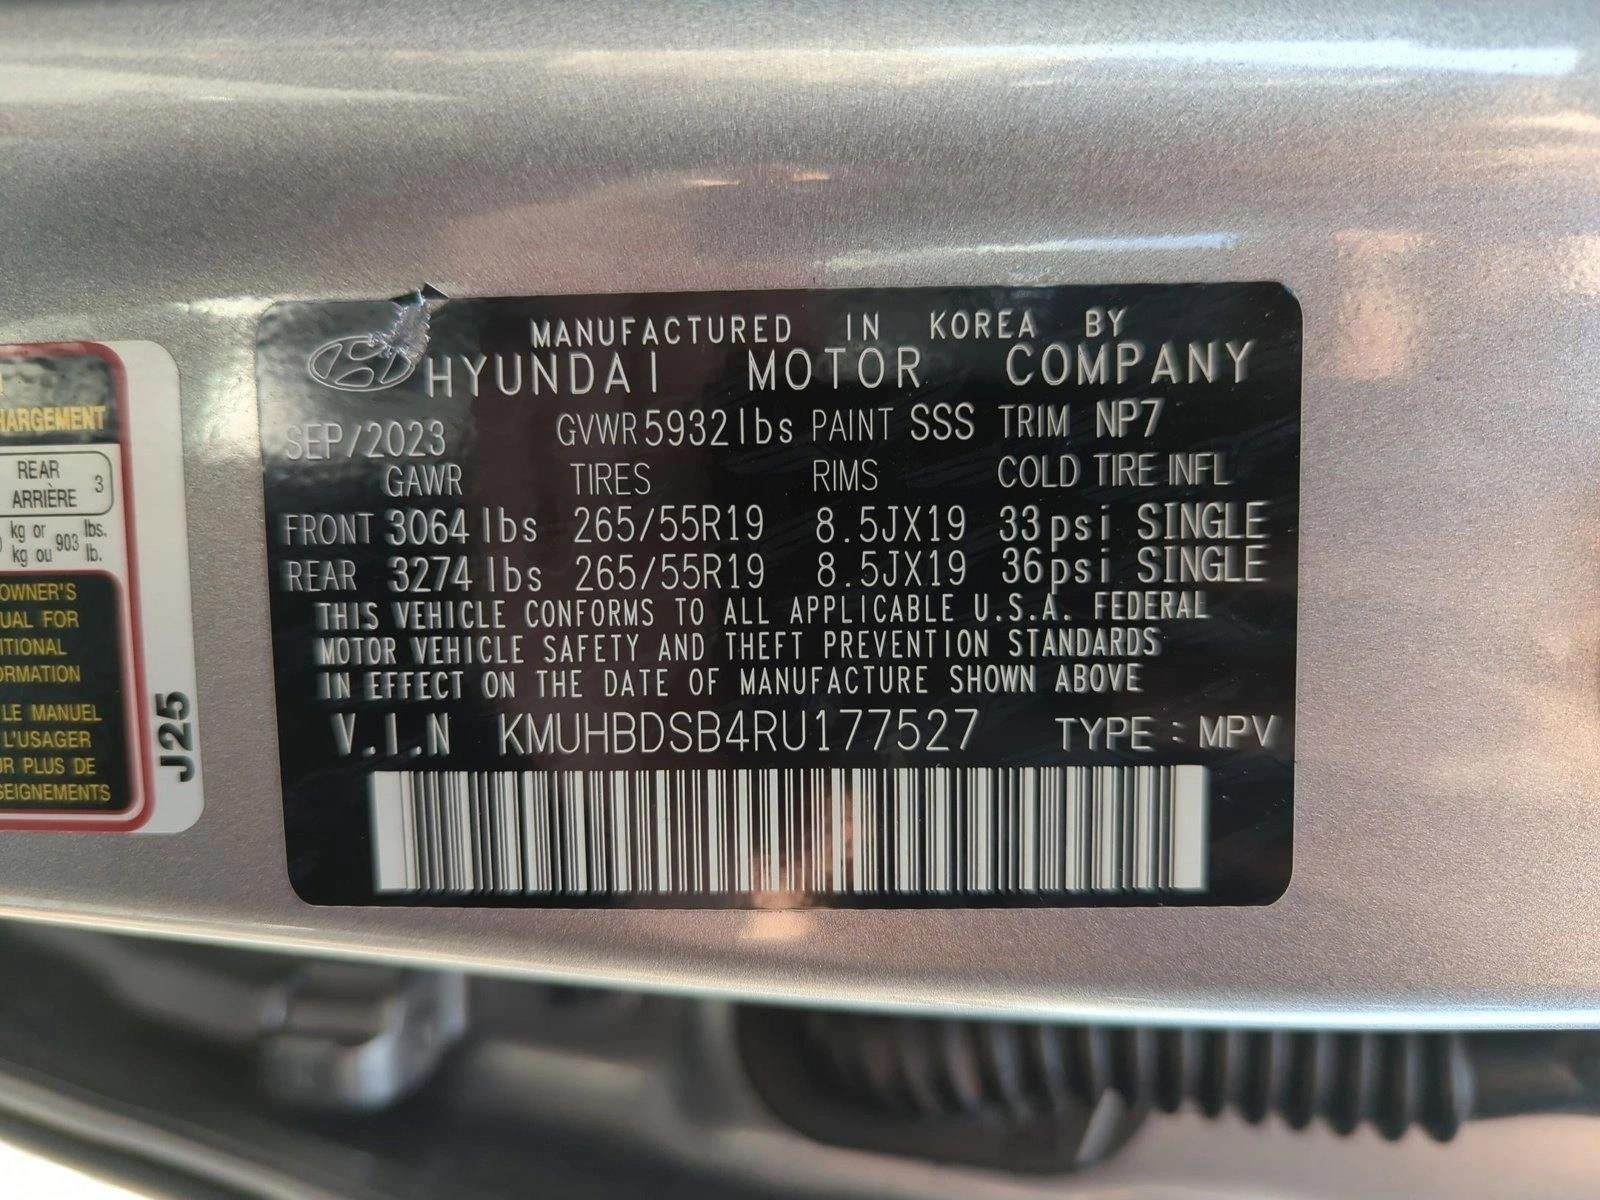 HARGEMENT
REAR 3
ARRIÈRE
kg or 903 lbs.
kg ou lb.
OWNER'S
UAL FOR
ITIONAL
ORMATION
LE MANUEL
L'USAGER
UR PLUS DE
SEIGNEMENTS
J25
MANUFACTURED IN KOREA BY
HYUNDAI MOTOR COMPANY
SEP/2023 GVWR 5932 lbs PAINT SSS TRIM NP7
GAWR TIRES RIMS COLD TIRE INFL
FRONT 3064 lbs 265/55R19 8.5JX19 33psi SINGLE
REAR 3274 lbs 265/55R19 8.5JX19 36psi SINGLE
THIS VEHICLE CONFORMS TO ALL APPLICABLE U.S.A. FEDERAL
MOTOR VEHICLE SAFETY AND THEFT PREVENTION STANDARDS
IN EFFECT ON THE DATE OF MANUFACTURE SHOWN ABOVE
V.I.N KMUHBDSB4RU177527 TYPE : MPV